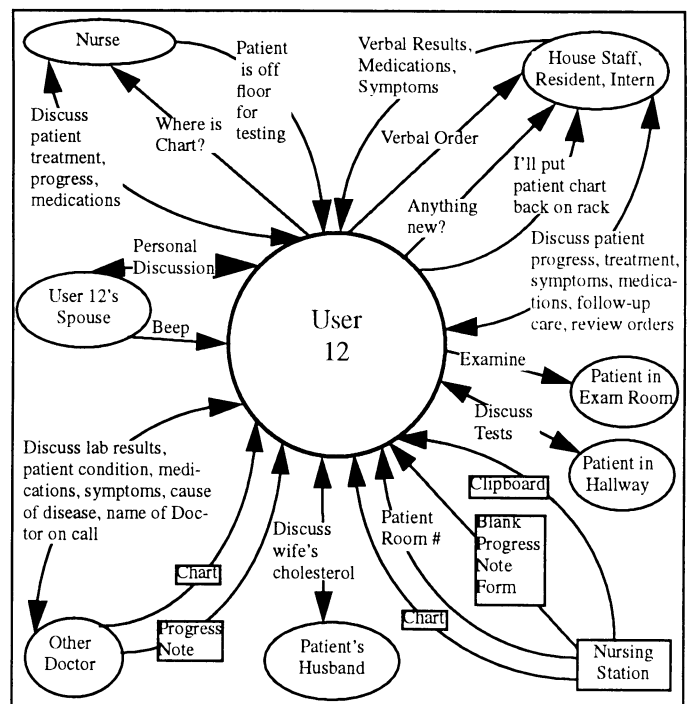 Nurse
Patient
is off
floor
for
testing
Verbal Results,
Medications,
Symptoms
House Staff,
Resident, Intern
Discuss
patient
treatment,
progress,
medications
Where is
Chart?
Verbal Order
I'll put
patient chart
back on rack
Anything
new?
Personal
Discussion
Discuss patient
progress, treatment,
symptoms, medica-
tions, follow-up
care, review orders
User 12's
Spouse
Beep
User
12
Examine
Patient in
Exam Room
Discuss
Tests
Patient in
Hallway
Discuss lab results,
patient condition, medi-
cations, symptoms, cause
of disease, name of Doc-
tor on call
Clipboard
Discuss
wife's
cholesterol
Patient
Room #
Blank
Progress
Note
Form
Chart
Chart
Progress
Note
Other
Doctor
Patient's
Husband
Nursing
Station